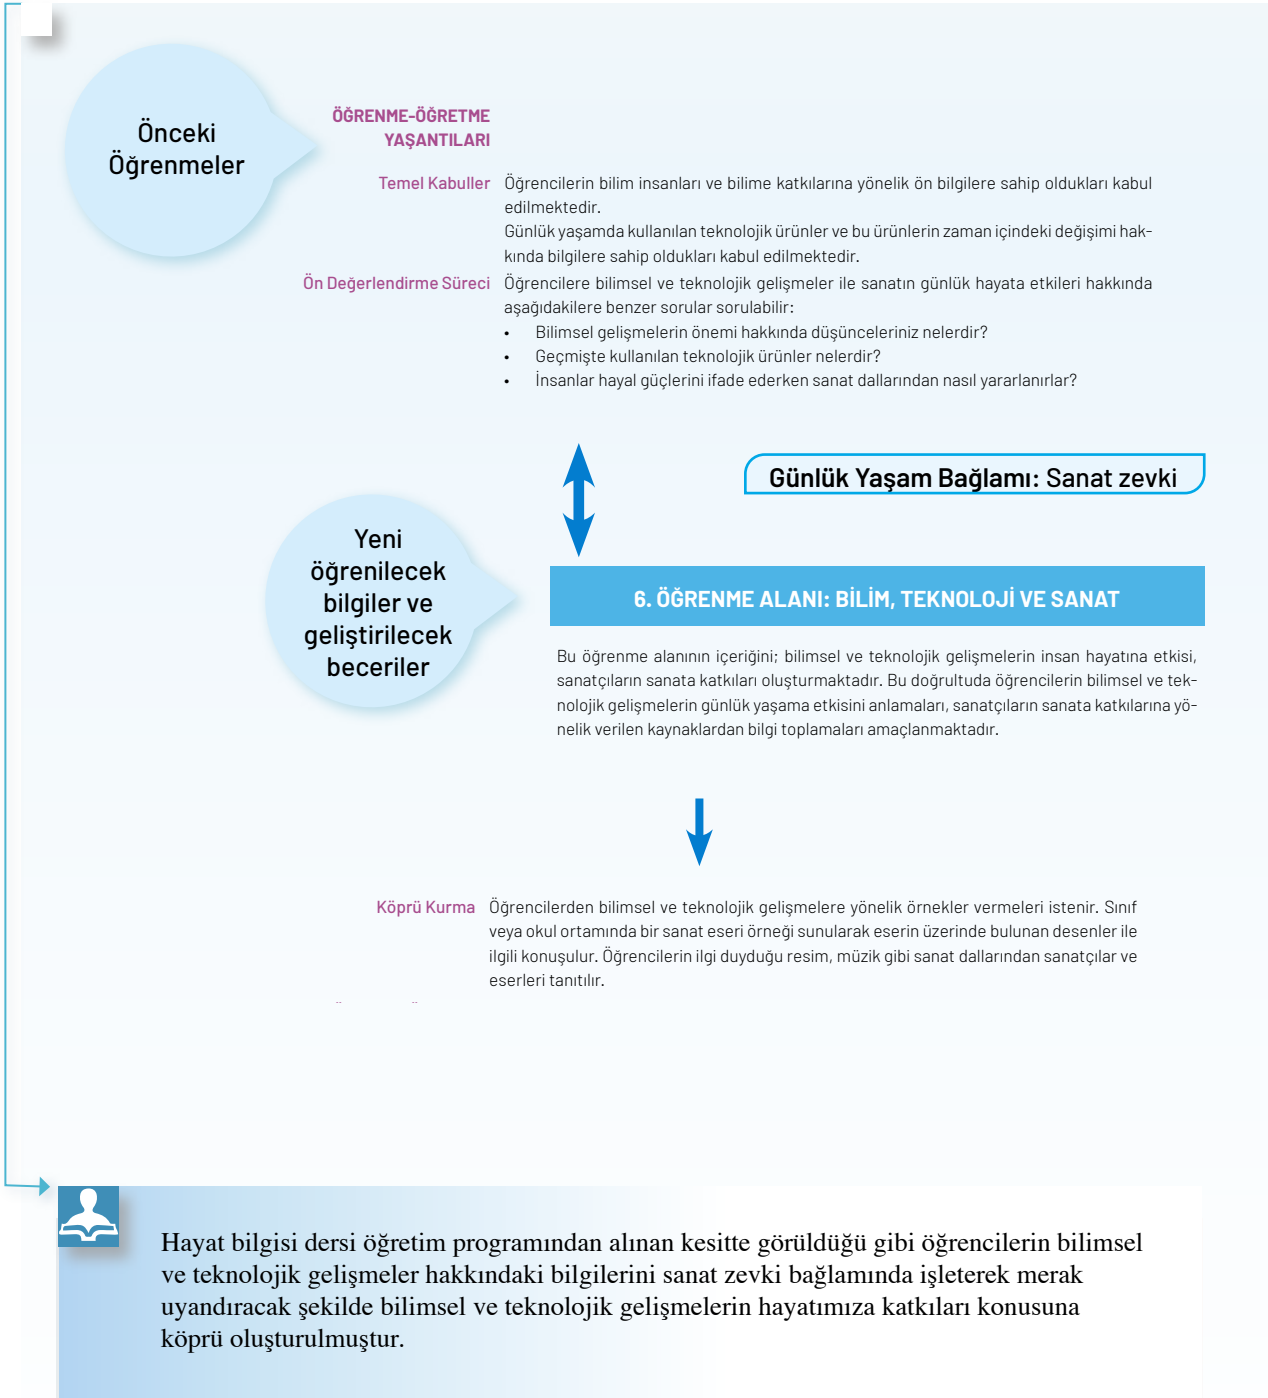 Önceki
Öğrenmeler
ÖĞRENME-ÖĞRETME
YAŞANTILARI
Temel Kabuller
Öğrencilerin bilim insanları ve bilime katkılarına yönelik ön bilgilere sahip oldukları kabul
edilmektedir.
Günlük yaşamda kullanılan teknolojik ürünler ve bu ürünlerin zaman içindeki değişimi hak-
kında bilgilere sahip oldukları kabul edilmektedir.
Ön Değerlendirme Süreci
Öğrencilere bilimsel ve teknolojik gelişmeler ile sanatın günlük hayata etkileri hakkında
aşağıdakilere benzer sorular sorulabilir:
• Bilimsel gelişmelerin önemi hakkında düşünceleriniz nelerdir?
• Geçmişte kullanılan teknolojik ürünler nelerdir?
• İnsanlar hayal güçlerini ifade ederken sanat dallarından nasıl yararlanırlar?
Günlük Yaşam Bağlamı: Sanat zevki
Yeni
öğrenilecek
bilgiler ve
geliştirilecek
beceriler
6. ÖĞRENME ALANI: BİLİM, TEKNOLOJİ VE SANAT
Bu öğrenme alanının içeriğini; bilimsel ve teknolojik gelişmelerin insan hayatına etkisi,
sanatçıların sanata katkıları oluşturmaktadır. Bu doğrultuda öğrencilerin bilimsel ve tek-
nolojik gelişmelerin günlük yaşama etkisini anlamaları, sanatçıların sanata katkılarına yö-
nelik verilen kaynaklardan bilgi toplamaları amaçlanmaktadır.
Köprü Kurma
Öğrencilerden bilimsel ve teknolojik gelişmelere yönelik örnekler vermeleri istenir. Sınıf
veya okul ortamında bir sanat eseri örneği sunularak eserin üzerinde bulunan desenler ile
ilgili konuşulur. Öğrencilerin ilgi duyduğu resim, müzik gibi sanat dallarından sanatçılar ve
eserleri tanıtılır.
Hayat bilgisi dersi öğretim programından alınan kesitte görüldüğü gibi öğrencilerin bilimsel
ve teknolojik gelişmeler hakkındaki bilgilerini sanat zevki bağlamında işleterek merak
uyandıracak şekilde bilimsel ve teknolojik gelişmelerin hayatımıza katkıları konusuna
köprü oluşturulmuştur.